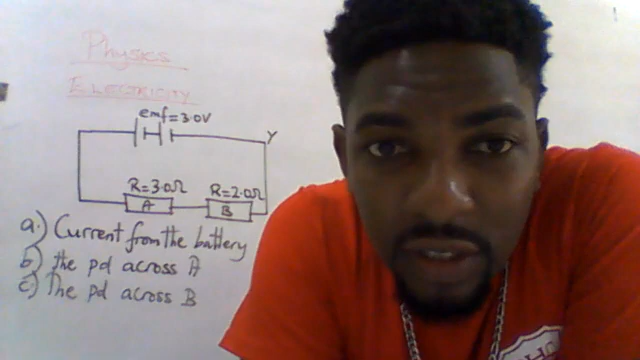 Physics
ELECTRICITY
emf=3.0V
Y
R=3.0Ω R=2.0Ω
A B
a.) Current from the battery
b) the pd across A
c) The pd across B